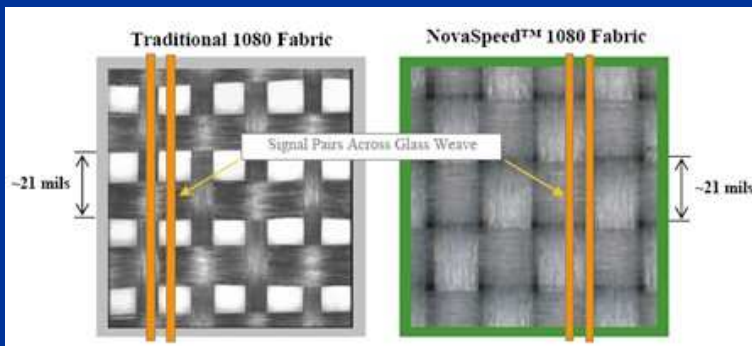 Traditional 1080 Fabric
NovaSpeed™ 1080 Fabric
Signal Pairs Across Glass Weave
~21 mils
~21 mils